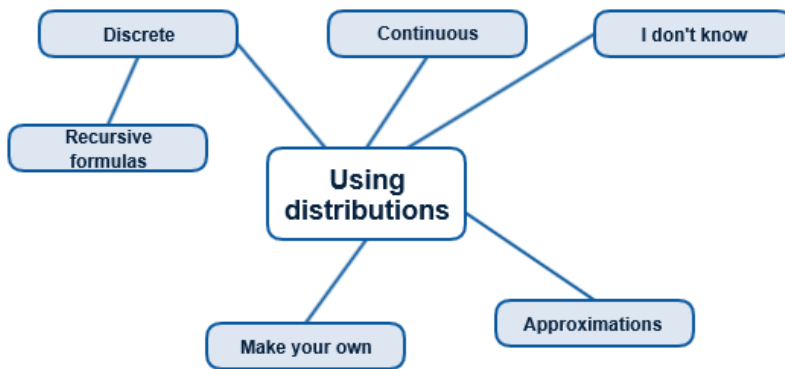 Discrete
Continuous
I don't know
Recursive
formulas
Using
distributions
Approximations
Make your own